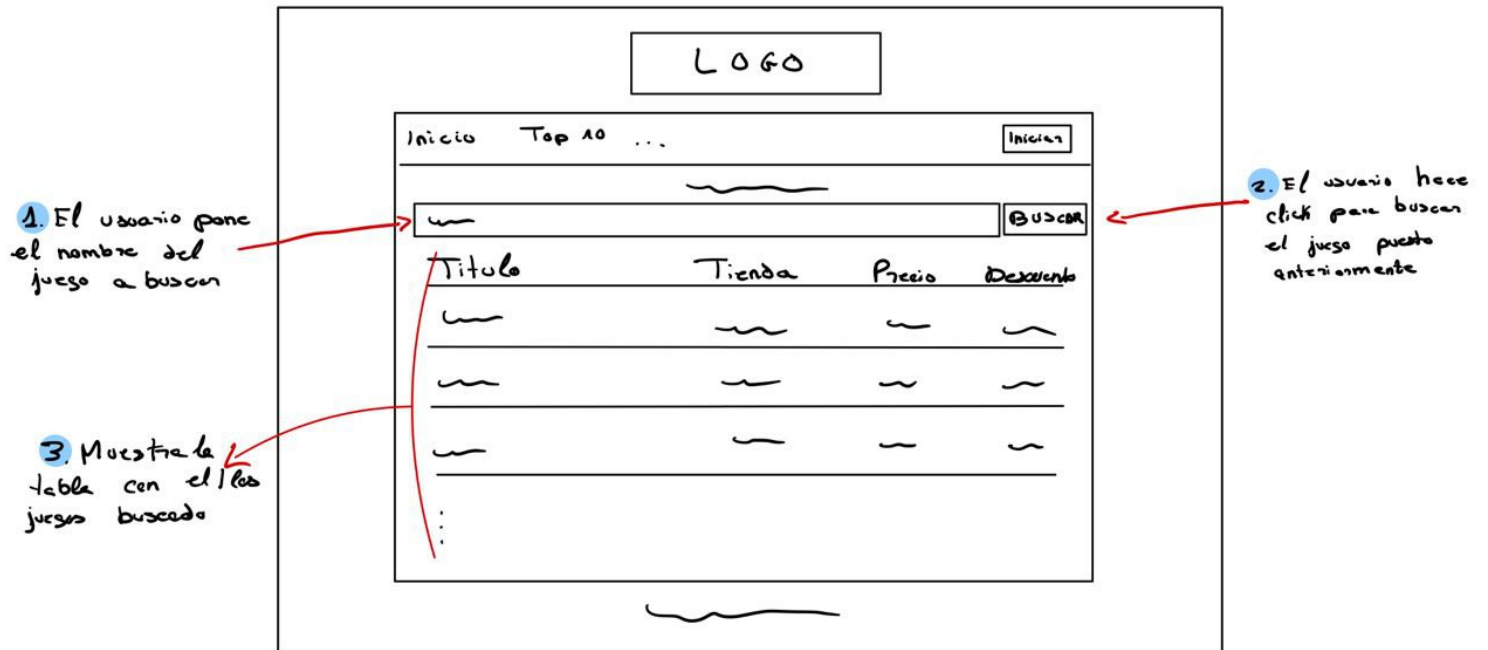 LOGO
Inicio Top 10 ... Iniciar
BUSCAR
Titulo Tienda Precio Descuento
1. El usuario pone
el nombre del
juego a buscar
2. El usuario hace
click para buscar
el juego puesto
anteriormente
3. Muestra la
tabla con el/los
juegos buscado